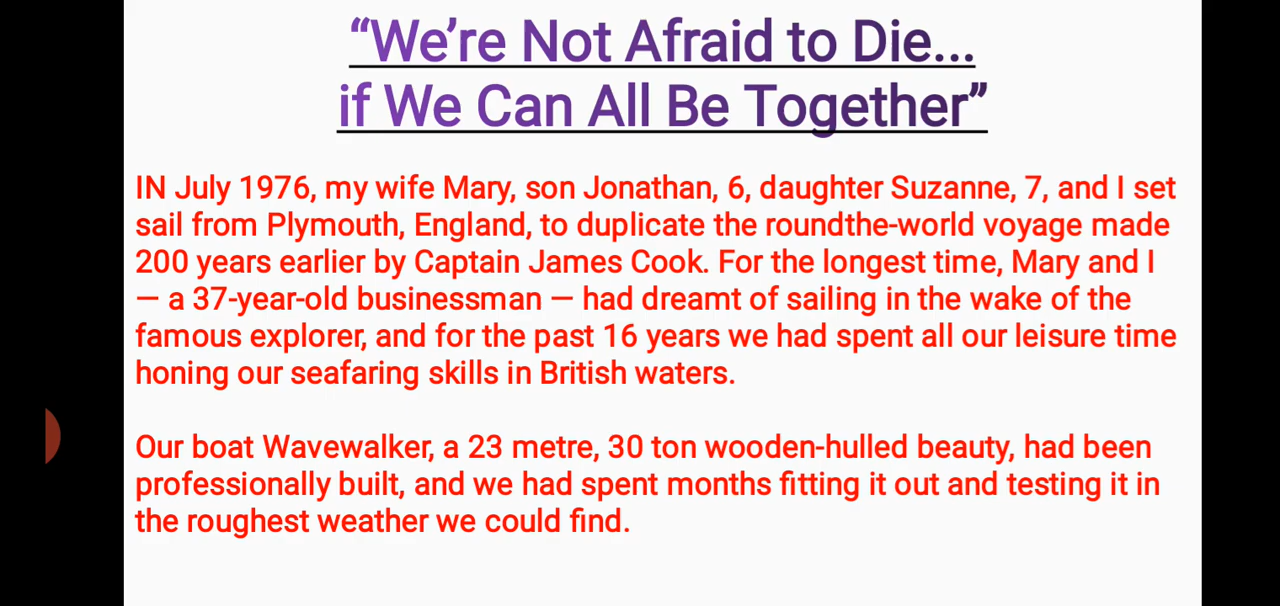 “We’re Not Afraid to Die...
if We Can All Be Together”
IN July 1976, my wife Mary, son Jonathan, 6, daughter Suzanne, 7, and I set
sail from Plymouth, England, to duplicate the roundthe-world voyage made
200 years earlier by Captain James Cook. For the longest time, Mary and I
— a 37-year-old businessman — had dreamt of sailing in the wake of the
famous explorer, and for the past 16 years we had spent all our leisure time
honing our seafaring skills in British waters.
Our boat Wavewalker, a 23 metre, 30 ton wooden-hulled beauty, had been
professionally built, and we had spent months fitting it out and testing it in
the roughest weather we could find.